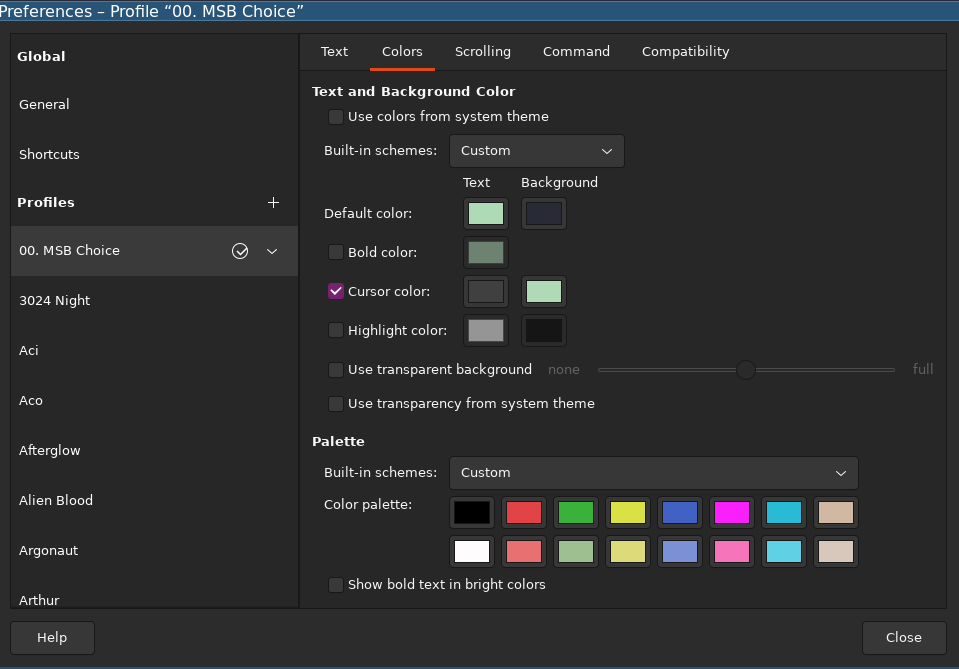 Preferences – Profile “00. MSB Choice”
Global
General
Shortcuts
Profiles
00. MSB Choice
3024 Night
Aci
Aco
Afterglow
Alien Blood
Argonaut
Arthur
Help
Text Colors Scrolling Command Compatibility
Text and Background Color
Use colors from system theme
Built-in schemes: Custom
Text Background
Default color:
Bold color:
Cursor color:
Highlight color:
Use transparent background none full
Use transparency from system theme
Palette
Built-in schemes: Custom
Color palette:
Show bold text in bright colors
Close